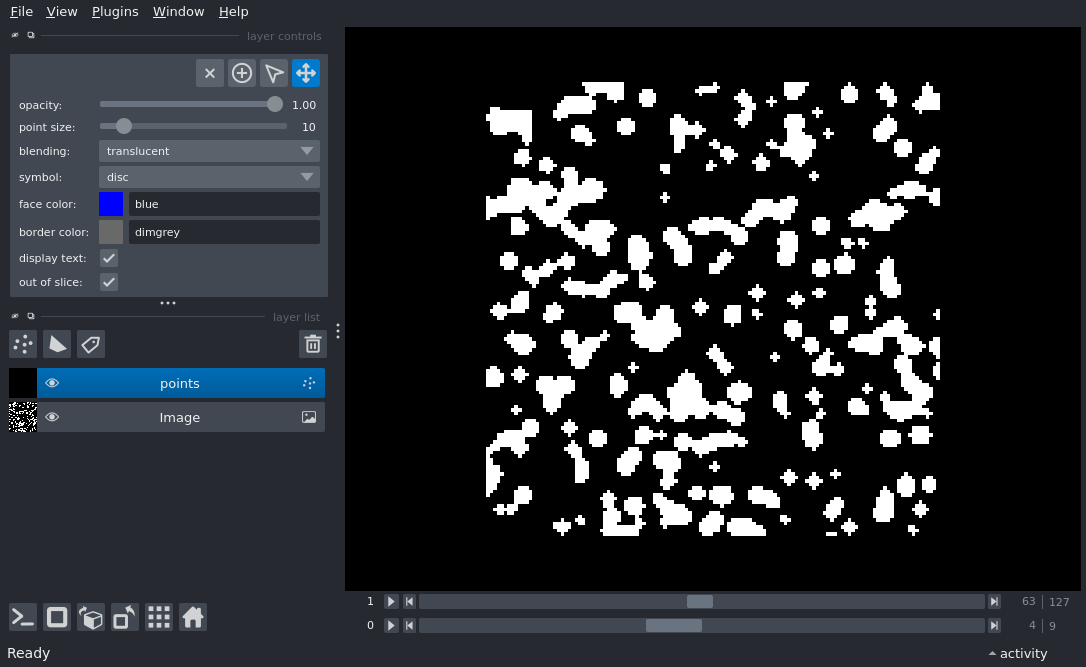 File View Plugins Window Help
layer controls
opacity: 1.00
point size: 10
blending: translucent
symbol: disc
face color: blue
border color: dimgrey
display text:
out of slice:
layer list
points
Image
1 63 | 127
0 4 | 9
Ready activity